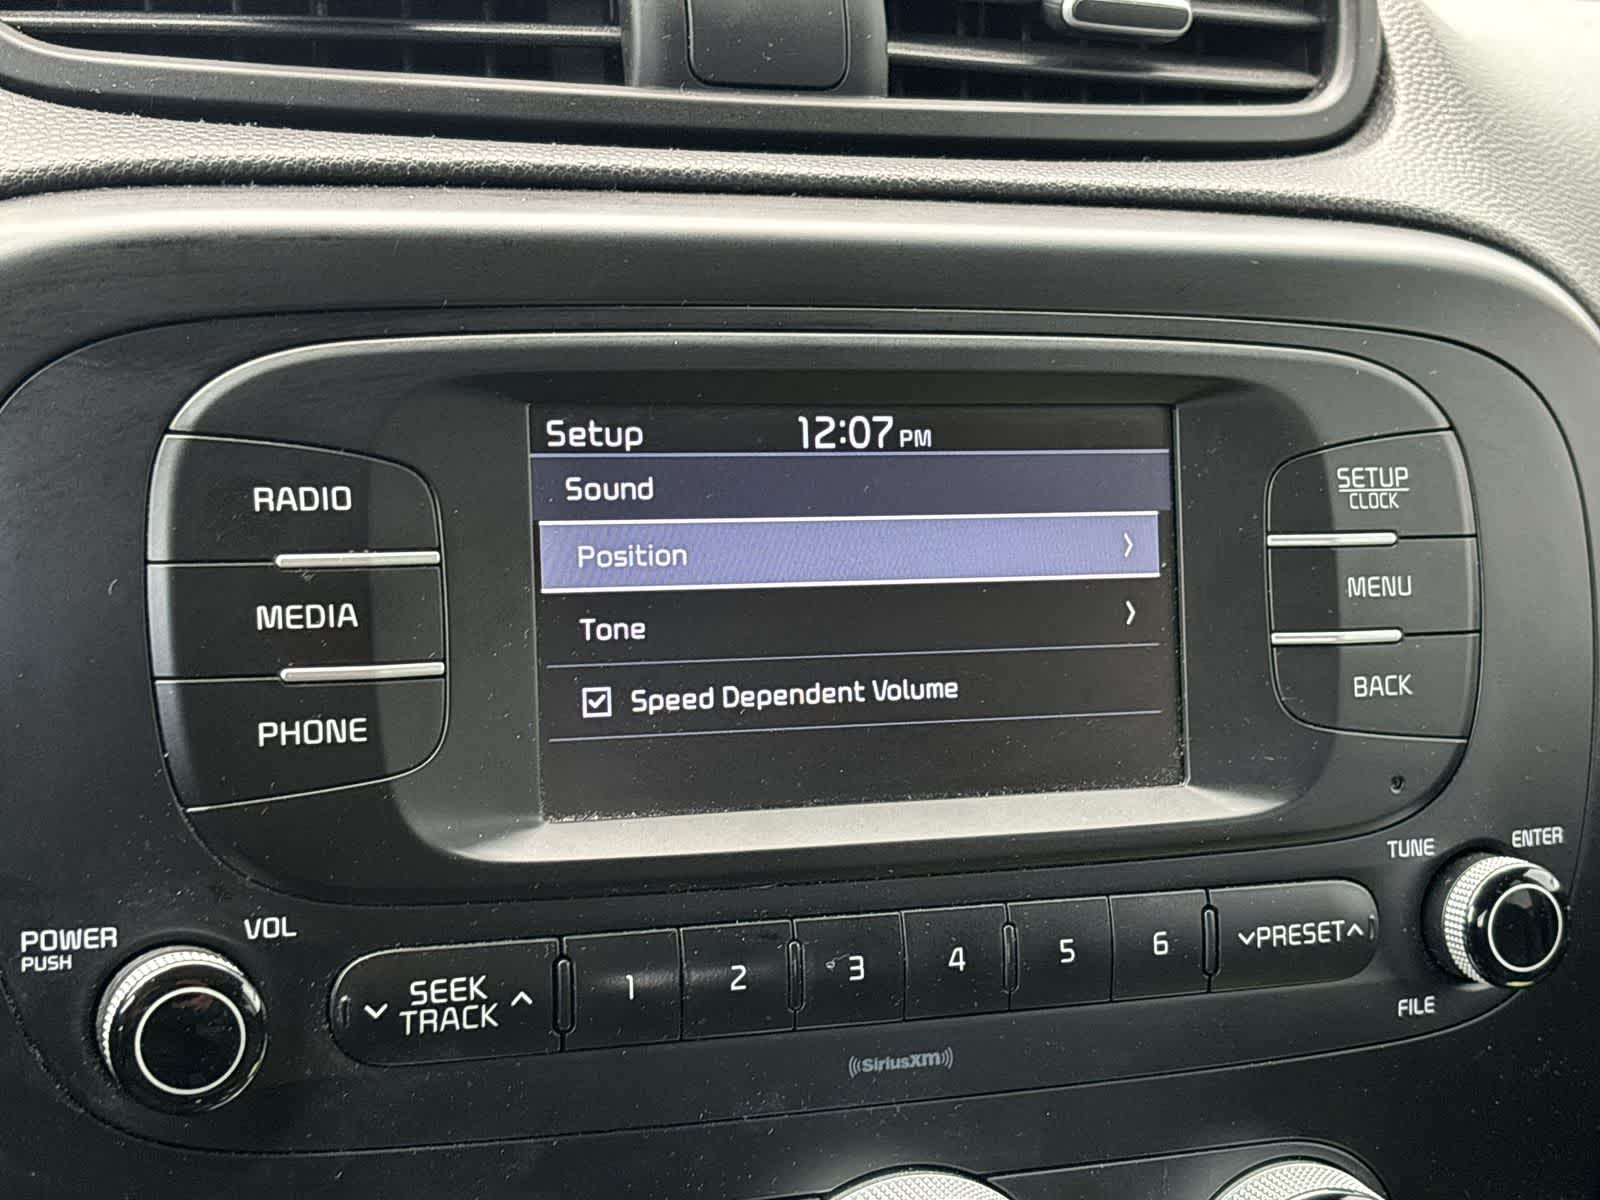 Setup 12:07 PM
Sound
Position
Tone
Speed Dependent Volume
RADIO
MEDIA
PHONE
SETUP
CLOCK
MENU
BACK
POWER
PUSH
VOL
SEEK
TRACK
1 2 3 4 5 6
PRESET
TUNE
ENTER
FILE
SiriusXM